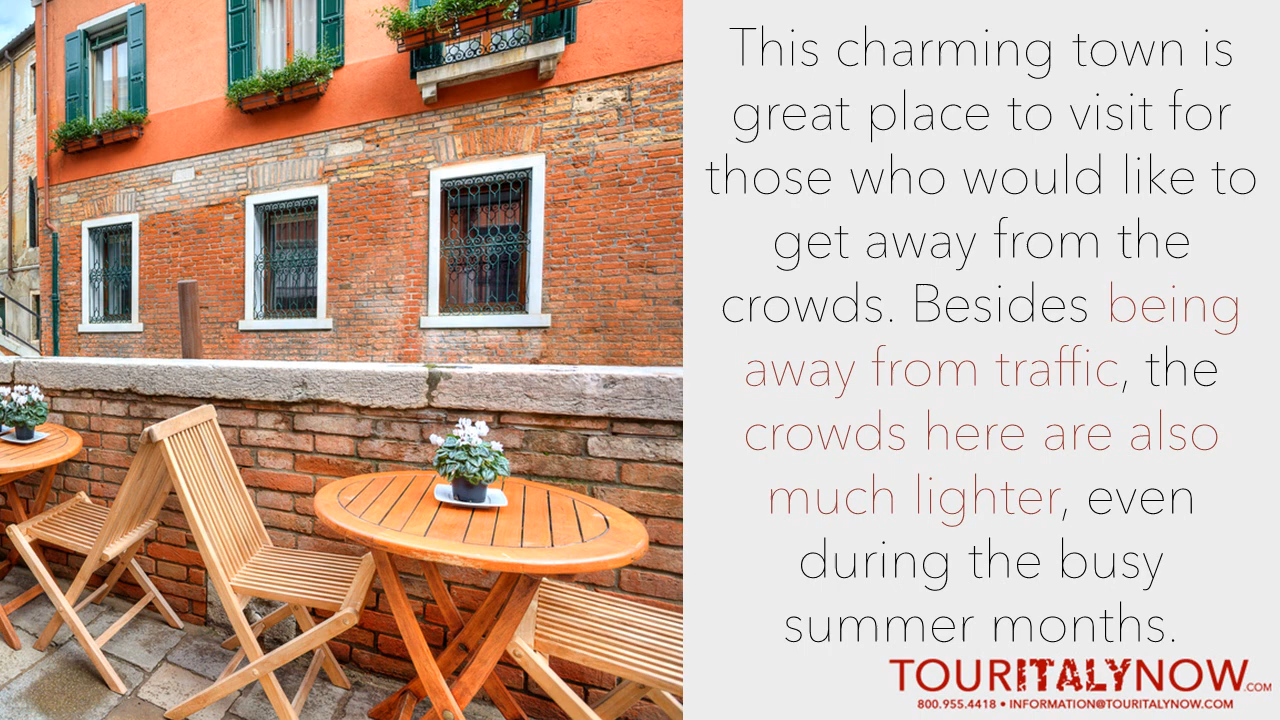 This charming town is
great place to visit for
those who would like to
get away from the
crowds. Besides being
away from traffic, the
crowds here are also
much lighter, even
during the busy
summer months.
TOURITALYNOW.COM
800.955.4418 • INFORMATION@TOURITALYNOW.COM